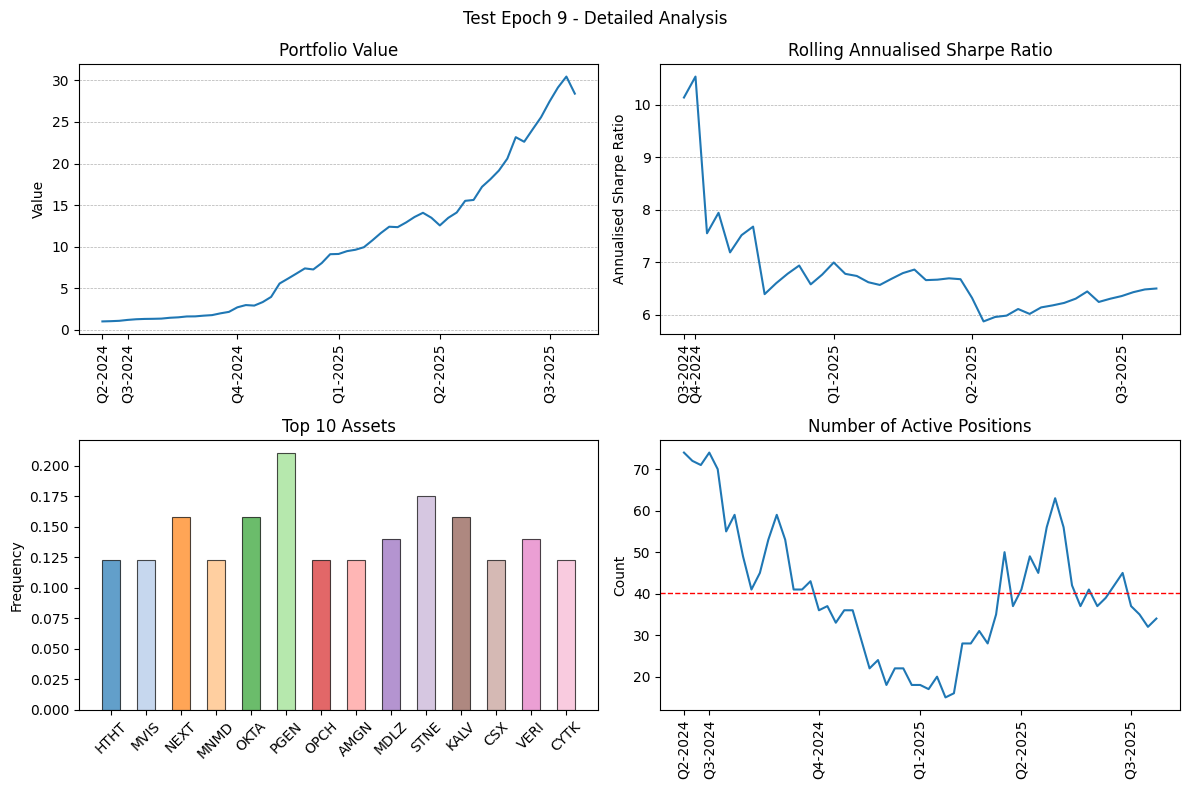 Test Epoch 9 - Detailed Analysis
Portfolio Value
Value
30
25
20
15
10
5
0
Q2-2024
Q3-2024
Q4-2024
Q1-2025
Q2-2025
Q3-2025
Rolling Annualised Sharpe Ratio
Annualised Sharpe Ratio
10
9
8
7
6
Q3-2024
Q4-2024
Q1-2025
Q2-2025
Q3-2025
Top 10 Assets
Frequency
0.200
0.175
0.150
0.125
0.100
0.075
0.050
0.025
0.000
HTHT
MVIS
NEXT
MNMD
OKTA
PGEN
OPCH
AMGN
MDLZ
STNE
KALV
CSX
VERI
CYTK
Number of Active Positions
Count
70
60
50
40
30
20
Q2-2024
Q3-2024
Q4-2024
Q1-2025
Q2-2025
Q3-2025